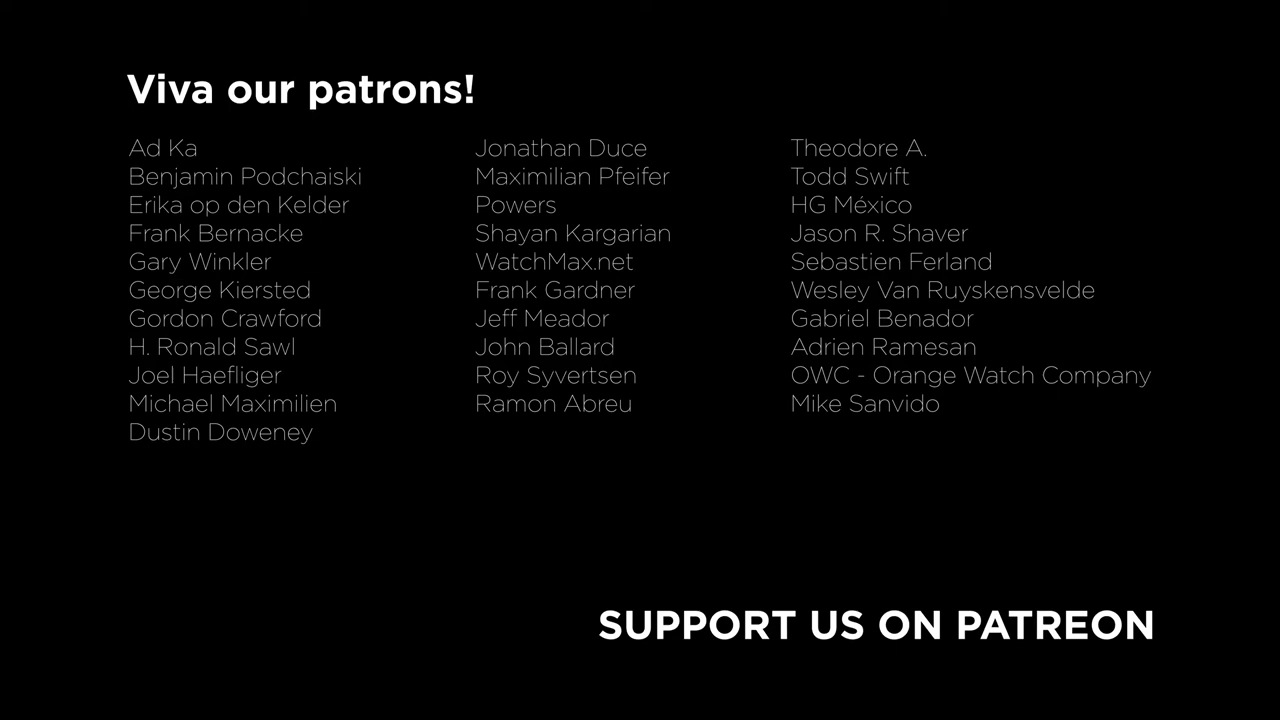 Viva our patrons!
Ad Ka
Benjamin Podchaiski
Erika op den Kelder
Frank Bernacke
Gary Winkler
George Kiersted
Gordon Crawford
H. Ronald Sawl
Joel Haefliger
Michael Maximilien
Dustin Doweney
Jonathan Duce
Maximilian Pfeifer
Powers
Shayan Kargarian
WatchMax.net
Frank Gardner
Jeff Meador
John Ballard
Roy Syvertsen
Ramon Abreu
Theodore A.
Todd Swift
HG México
Jason R. Shaver
Sebastien Ferland
Wesley Van Ruyskensvelde
Gabriel Benador
Adrien Ramesan
OWC - Orange Watch Company
Mike Sanvido
SUPPORT US ON PATREON